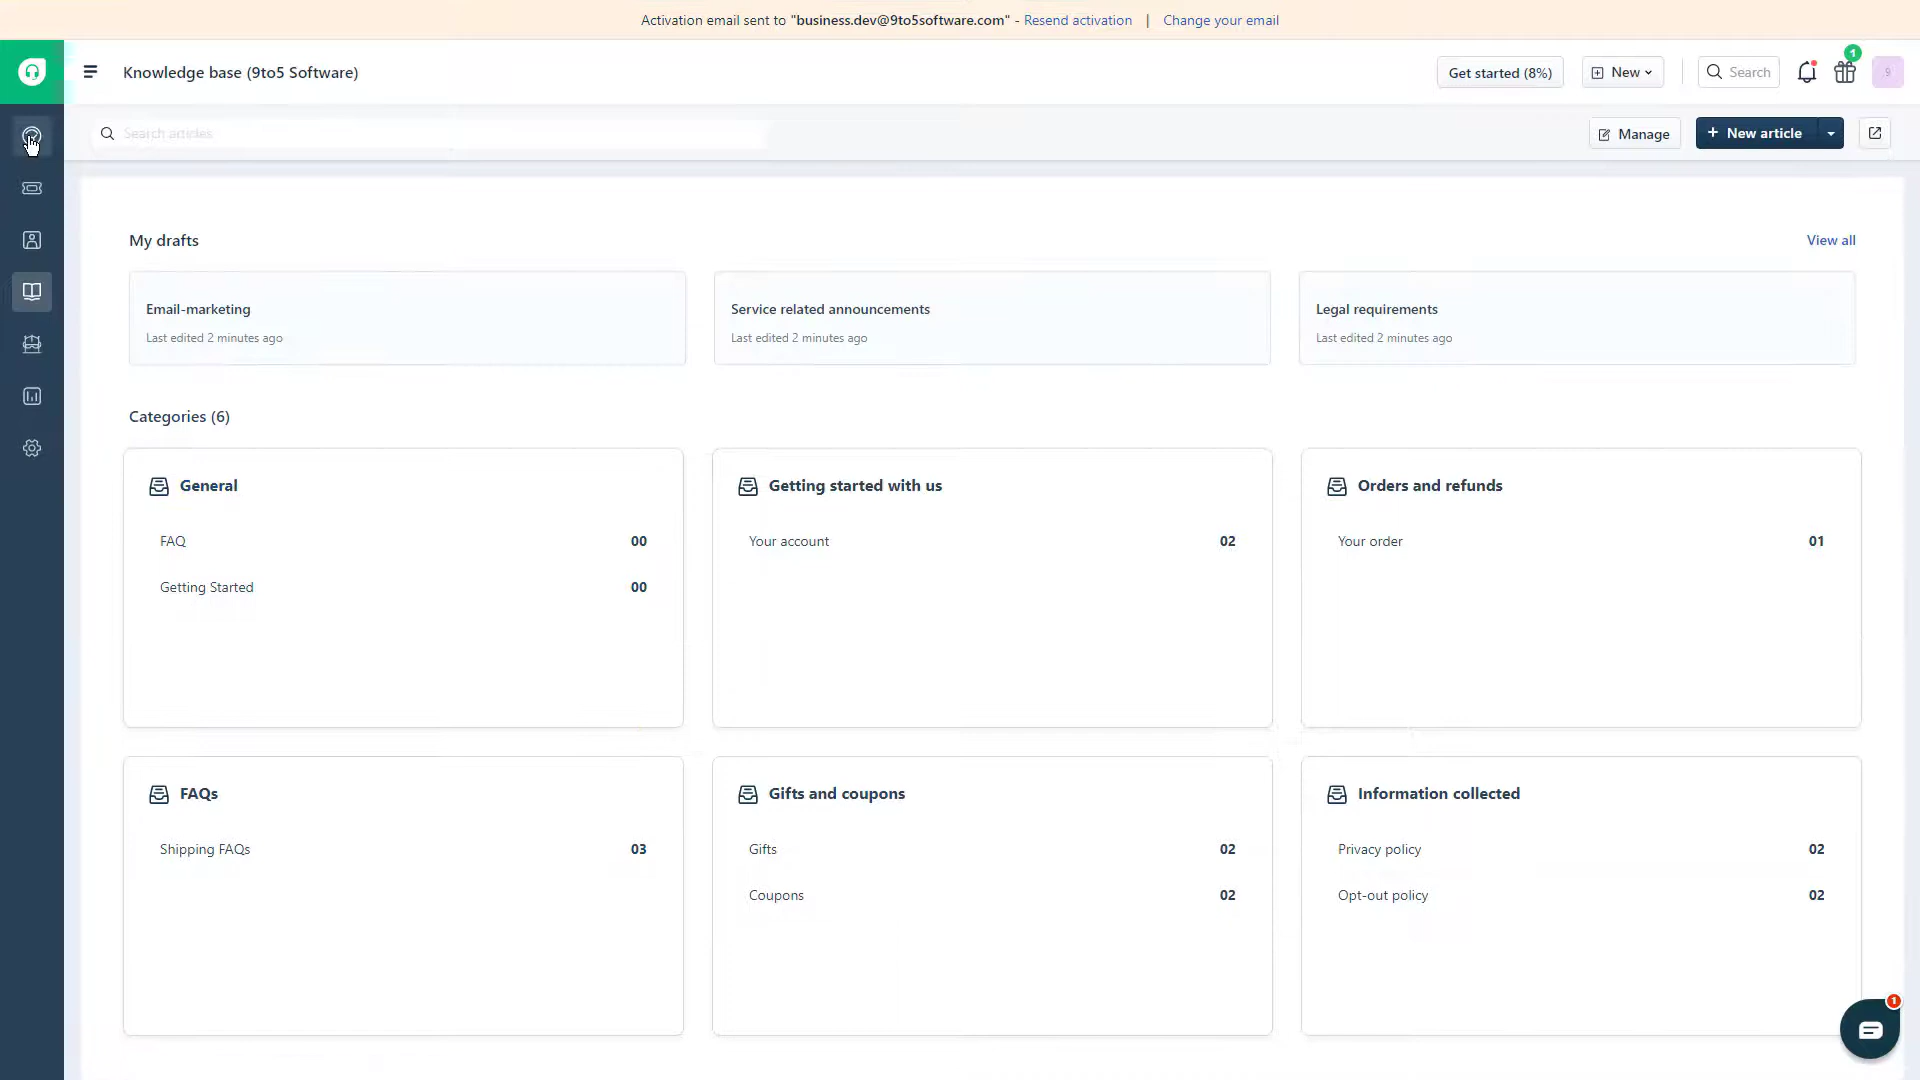 Activation email sent to "business.dev@9to5software.com" - Resend activation | Change your email
Knowledge base (9to5 Software)
Get started (8%)
New
Search
1
9
Search articles
Manage
+ New article
My drafts
View all
Email-marketing
Last edited 2 minutes ago
Service related announcements
Last edited 2 minutes ago
Legal requirements
Last edited 2 minutes ago
Categories (6)
General
FAQ 00
Getting Started 00
Getting started with us
Your account 02
Orders and refunds
Your order 01
FAQs
Shipping FAQs 03
Gifts and coupons
Gifts 02
Coupons 02
Information collected
Privacy policy 02
Opt-out policy 02
1